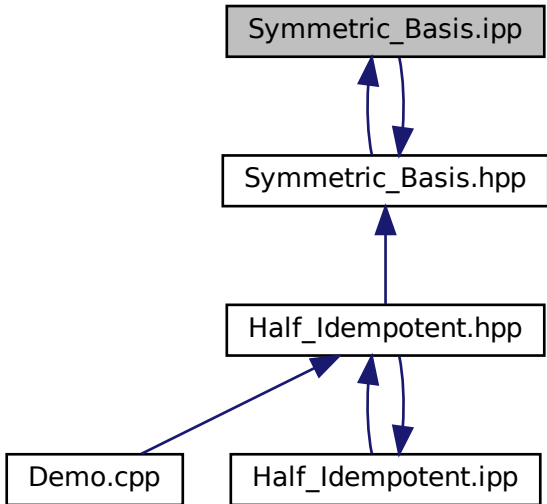 Symmetric_Basis.ipp
Symmetric_Basis.hpp
Half_Idempotent.hpp
Demo.cpp
Half_Idempotent.ipp